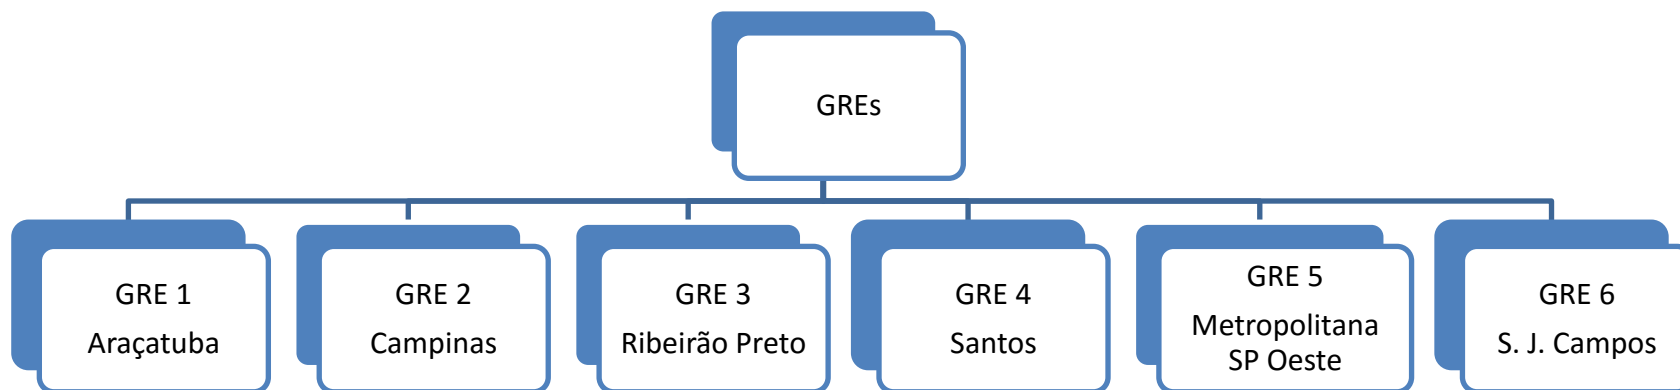 GREs
GRE 1
Araçatuba
GRE 2
Campinas
GRE 3
Ribeirão Preto
GRE 4
Santos
GRE 5
Metropolitana
SP Oeste
GRE 6
S. J. Campos